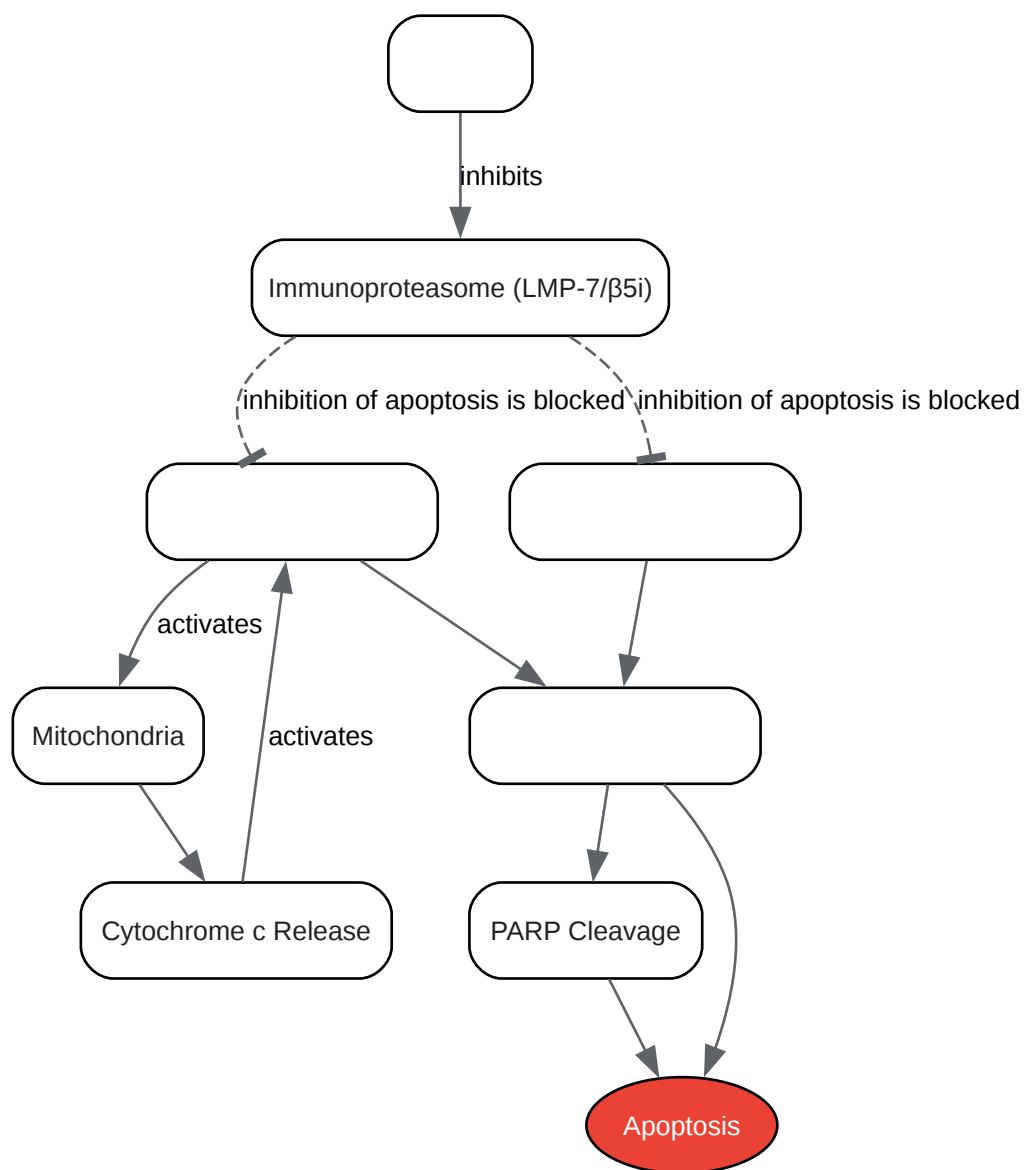 inhibits
Immunoproteasome (LMP-7/β5i)
inhibition of apoptosis is blocked
inhibition of apoptosis is blocked
activates
Mitochondria
activates
Cytochrome c Release
PARP Cleavage
Apoptosis